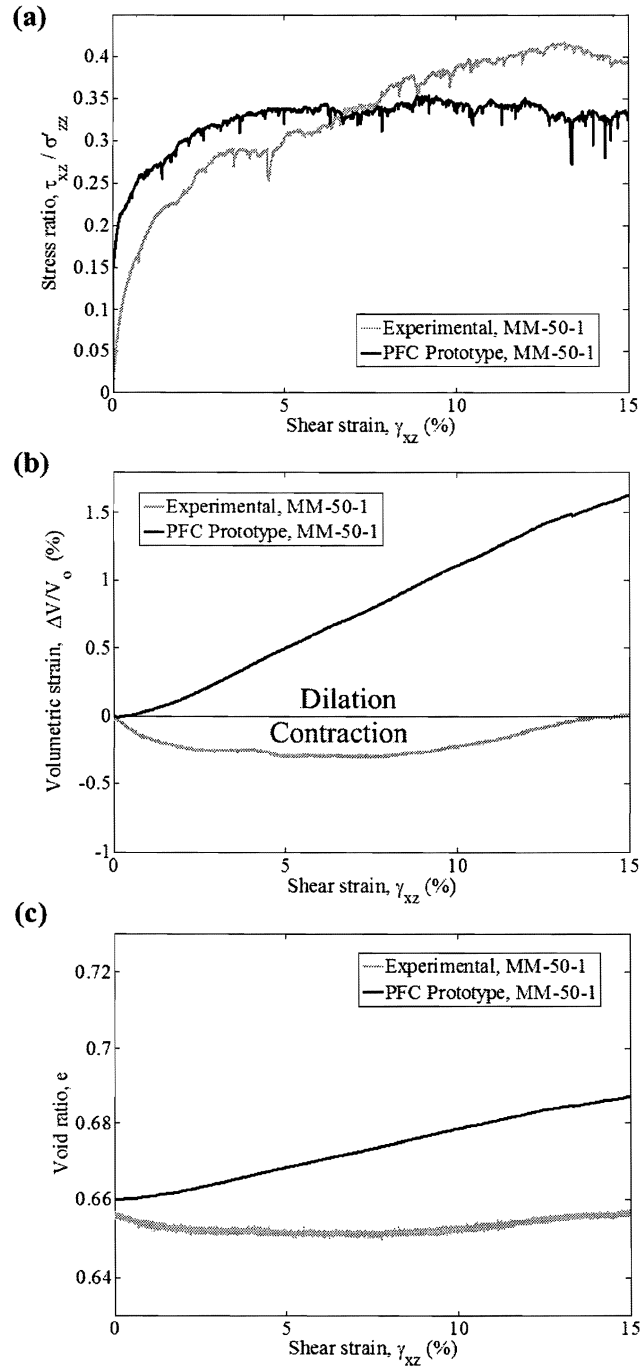 (a)
0.4
0.35
0.3
0.25
0.2
0.15
0.1
0.05
0
Stress ratio, τxz / σ'zz
Experimental, MM-50-1
PFC Prototype, MM-50-1
0 5 10 15
Shear strain, γxz (%)
(b)
1.5
1
0.5
0
-0.5
-1
Volumetric strain, ΔV/Vo (%)
Experimental, MM-50-1
PFC Prototype, MM-50-1
Dilation
Contraction
0 5 10 15
Shear strain, γxz (%)
(c)
0.72
0.7
0.68
0.66
0.64
Void ratio, e
Experimental, MM-50-1
PFC Prototype, MM-50-1
0 5 10 15
Shear strain, γxz (%)